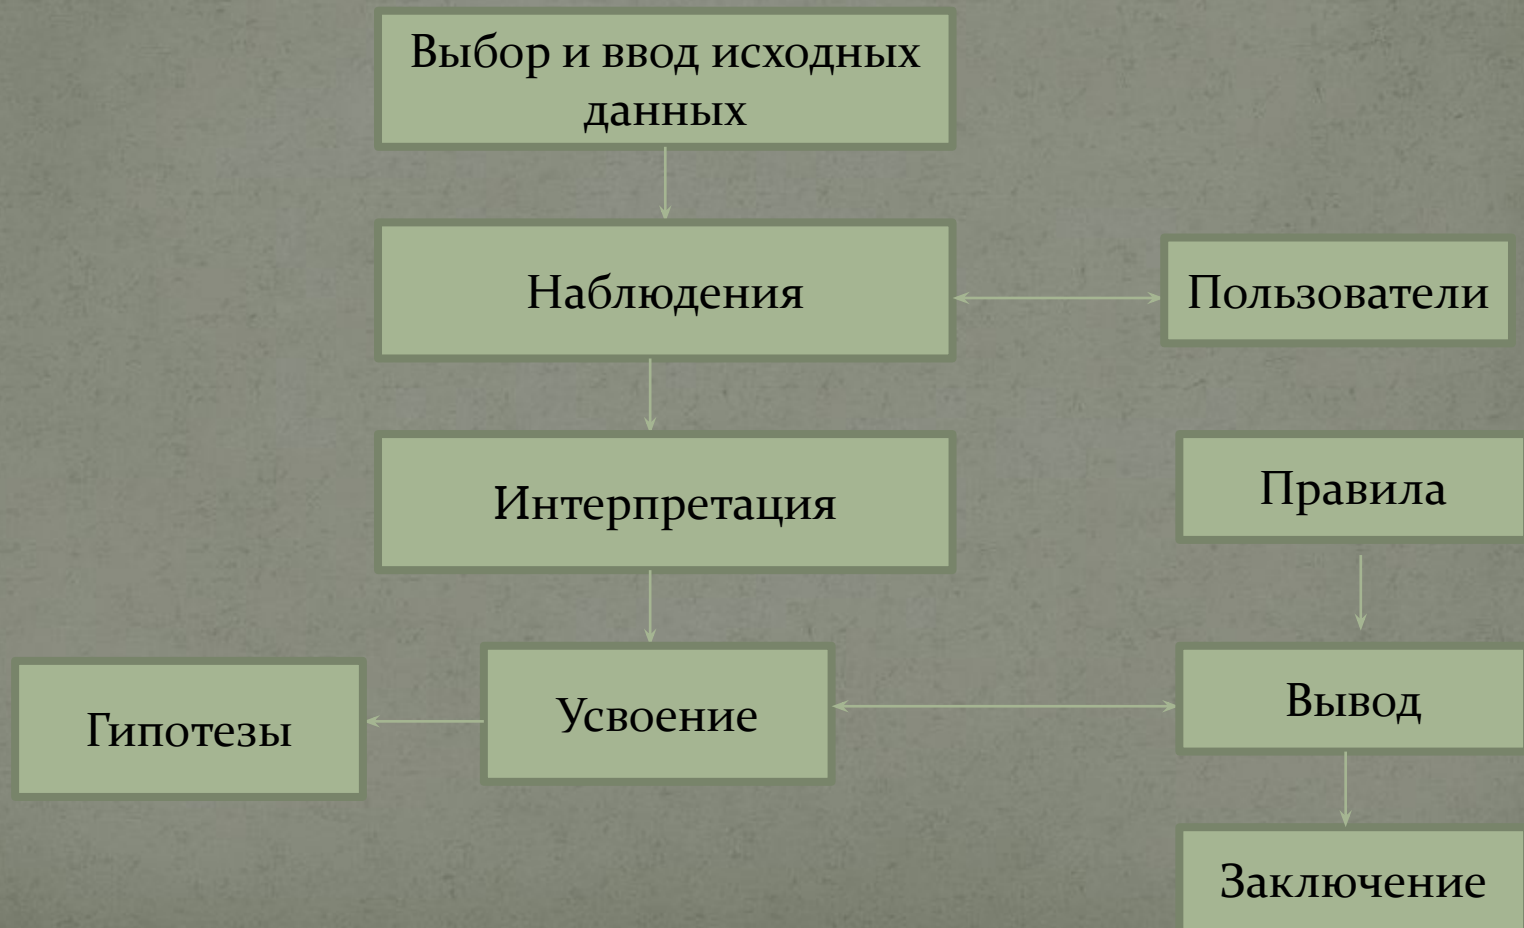 Выбор и ввод исходных
данных
Наблюдения
Пользователи
Интерпретация
Правила
Гипотезы
Усвоение
Вывод
Заключение